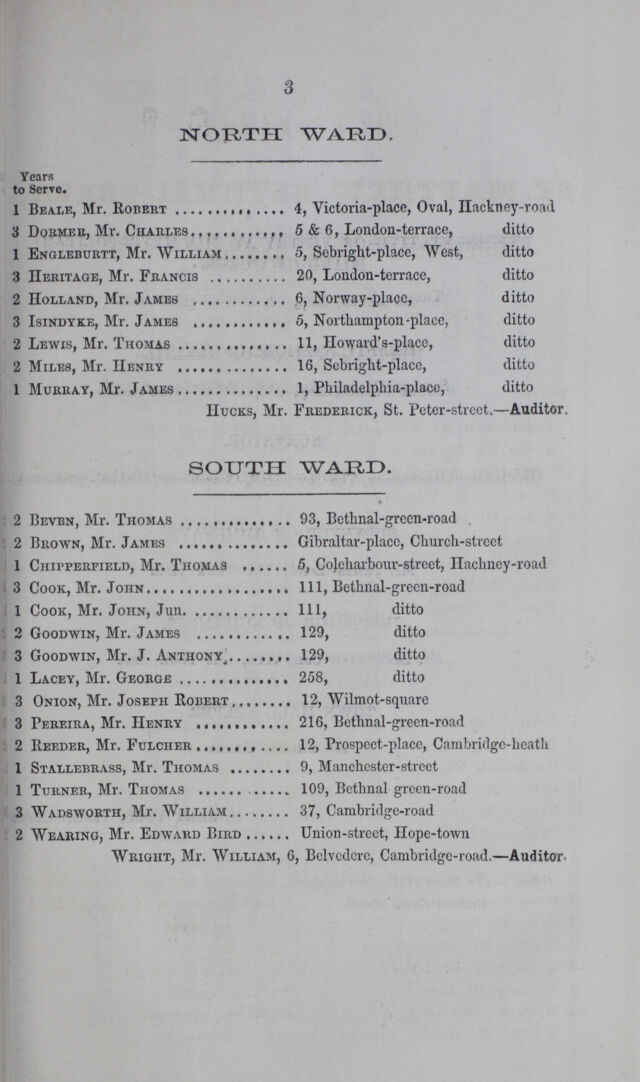 3
NORTH WARD.
Years
to Serve.
1 BEALE, Mr. ROBERT .............. 4, Victoria-place, Oval, Hackney-road
3 DORMER, Mr. CHARLES............ 5 & 6, London-terrace, ditto
1 ENGLEBURTT, Mr. WILLIAM........ 5, Sebright-place, West, ditto
3 HERITAGE, Mr. FRANCIS .......... 20, London-terrace, ditto
2 HOLLAND, Mr. JAMES ............ 6, Norway-place, ditto
3 ISINDYKE, Mr. JAMES ............ 5, Northampton-place, ditto
2 LEWIS, Mr. THOMAS .............. 11, Howard's-place, ditto
2 MILES, Mr. HENRY .............. 16, Sebright-place, ditto
1 MURRAY, Mr. JAMES.............. 1, Philadelphia-place, ditto
HUCKS, Mr. FREDERICK, St. Peter-street.—Auditor.
SOUTH WARD.
2 BEVEN, Mr. THOMAS .............. 93, Bethnal-green-road
2 BROWN, Mr. JAMES .............. Gibraltar-place, Church-street
1 CHIPPERFIELD, Mr. THOMAS ...... 5, Coleharbour-street, Hachney-road
3 COOK, Mr. JOHN.................. 111, Bethnal-green-road
1 COOK, Mr. JOHN, Jun. ............ 111, ditto
2 GOODWIN, Mr. JAMES ............ 129, ditto
3 GOODWIN, Mr. J. ANTHONY........ 129, ditto
1 LACEY, Mr. GEORGE .............. 258, ditto
3 ONION, Mr. JOSEPH ROBERT........ 12, Wilmot-square
3 PEREIRA, Mr. HENRY ............ 216, Bethnal-green-road
2 REEDER, Mr. FULCHER ............ 12, Prospect-place, Cambridge-heath
1 STALLEBRASS, Mr. THOMAS ........ 9, Manchester-street
1 TURNER, Mr. THOMAS ............ 109, Bethnal green-road
3 WADSWORTH, Mr. WILLIAM........ 37, Cambridge-road
2 WEARING, Mr. EDWARD BIRD ...... Union-street, Hope-town
WRIGHT, Mr. WILLIAM, 6, Belvedere, Cambridge-road.—Auditor.